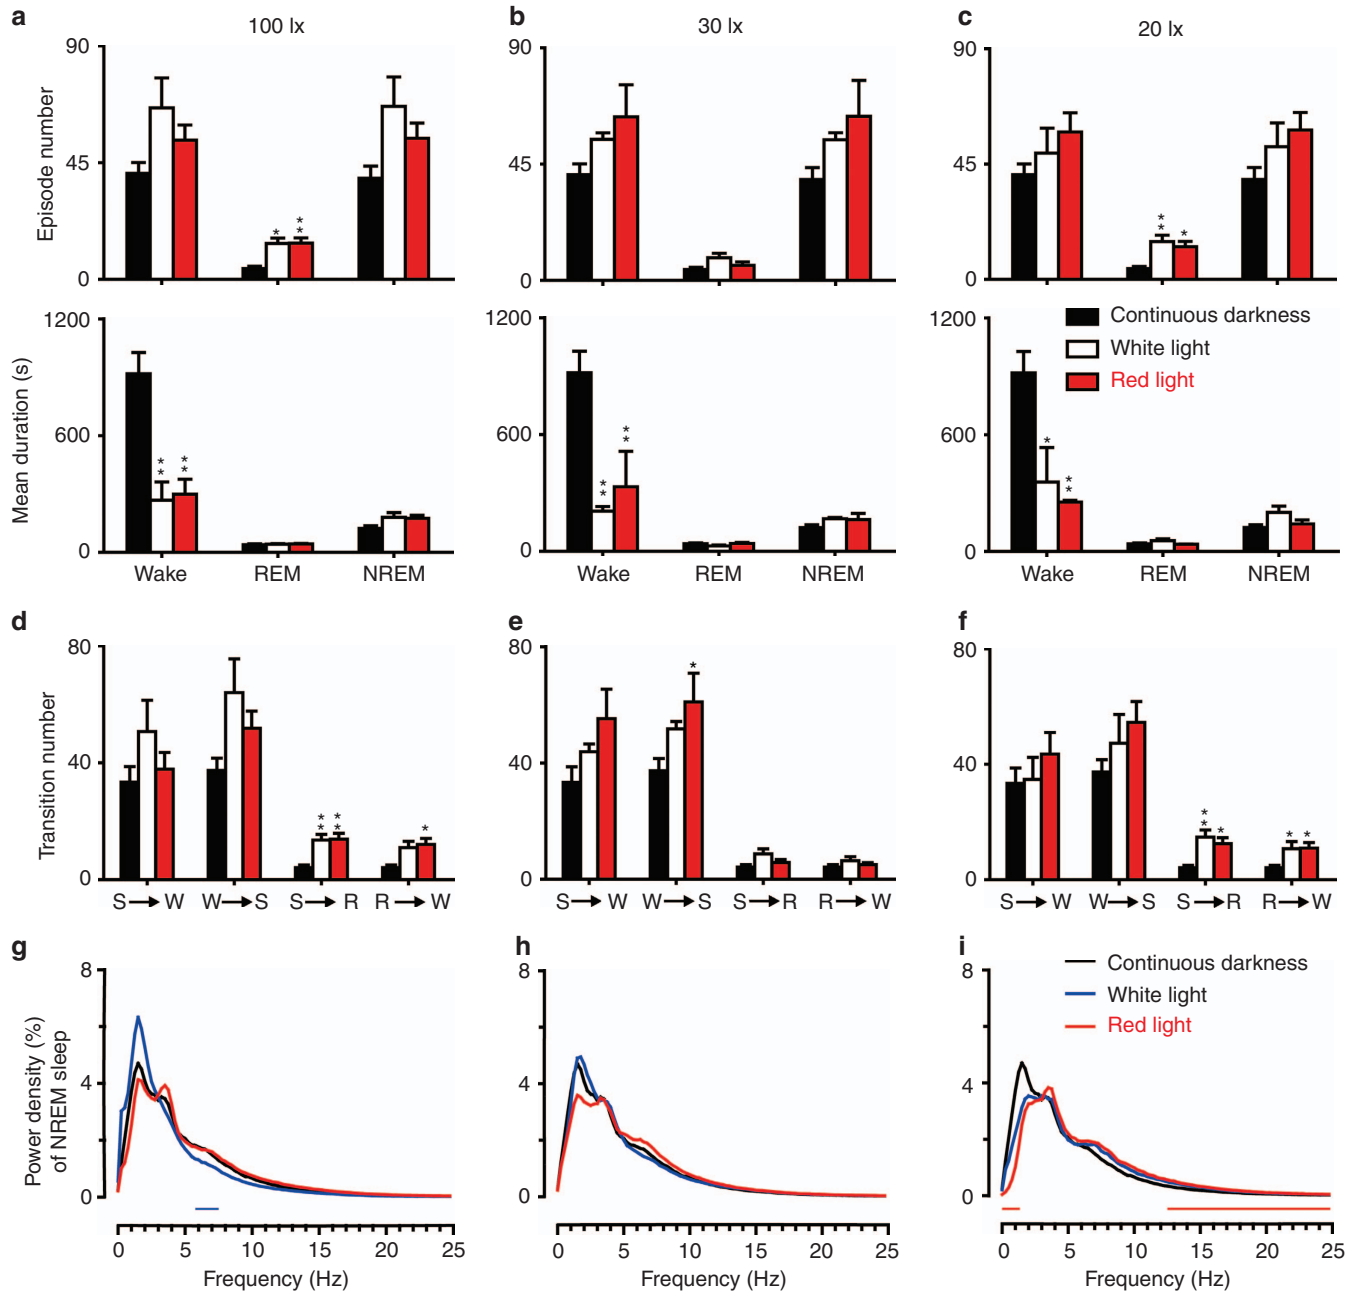 a 100 lx b 30 lx c 20 lx
Episode number
90 90 90
45 45 45
0 0 0
* ** ** *
Mean duration (s)
1200 1200 1200
600 600 600
0 0 0
** ** ** ** * **
Continuous darkness
White light
Red light
Wake REM NREM Wake REM NREM Wake REM NREM
d e f
Transition number
80 80 80
40 40 40
0 0 0
** ** * * ** * * *
S → W W → S S → R R → W S → W W → S S → R R → W S → W W → S S → R R → W
g h i
Power density (%)
of NREM sleep
8 8 8
4 4 4
0 0 0
Continuous darkness
White light
Red light
0 5 10 15 20 25 0 5 10 15 20 25 0 5 10 15 20 25
Frequency (Hz) Frequency (Hz) Frequency (Hz)